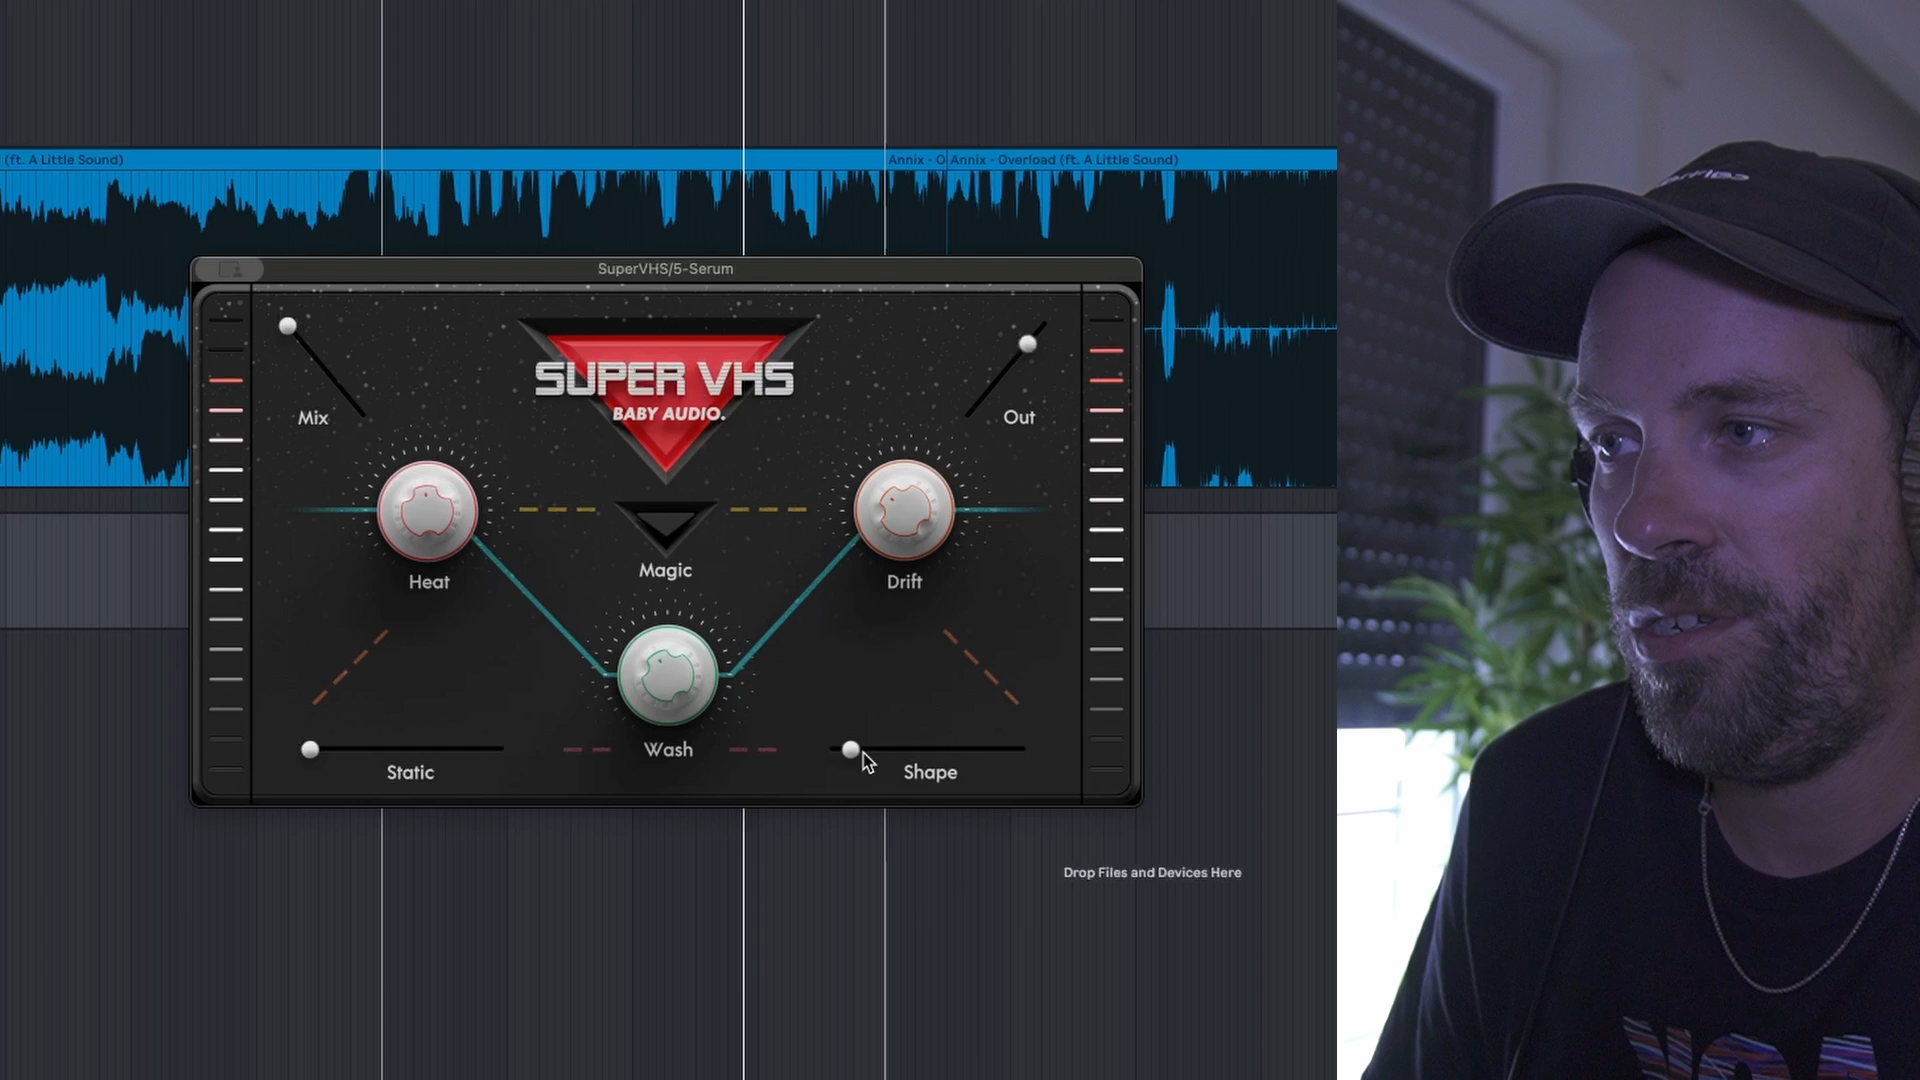 (ft. A Little Sound)
Annix - O
Annix - Overload (ft. A Little Sound)
SuperVHS/5-Serum
SUPER VHS
BABY AUDIO.
Mix
Out
Heat
Magic
Drift
Wash
Static
Shape
Drop Files and Devices Here